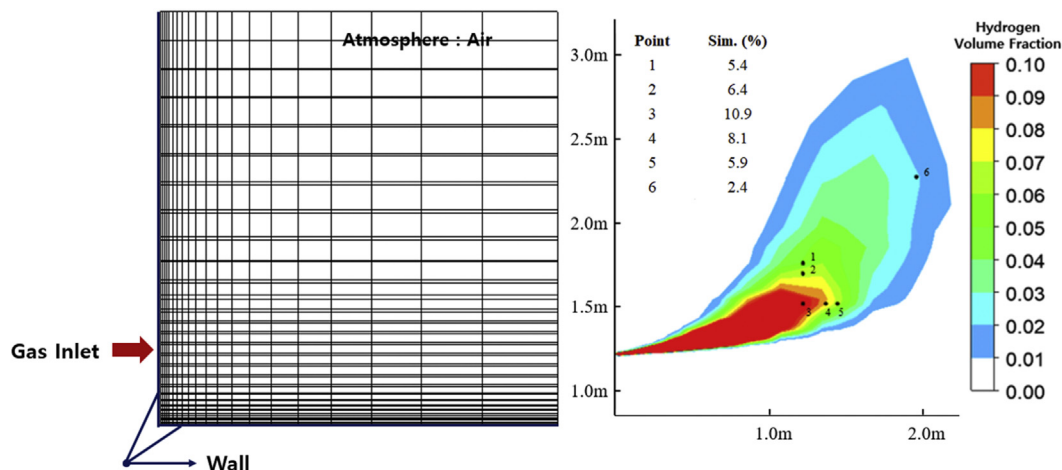 Atmosphere : Air
Gas Inlet
Wall
Point Sim. (%)
1 5.4
2 6.4
3 10.9
4 8.1
5 5.9
6 2.4
3.0m
2.5m
2.0m
1.5m
1.0m
1.0m 2.0m
1
2
3 4 5
6
Hydrogen
Volume Fraction
0.10
0.09
0.08
0.07
0.06
0.05
0.04
0.03
0.02
0.01
0.00